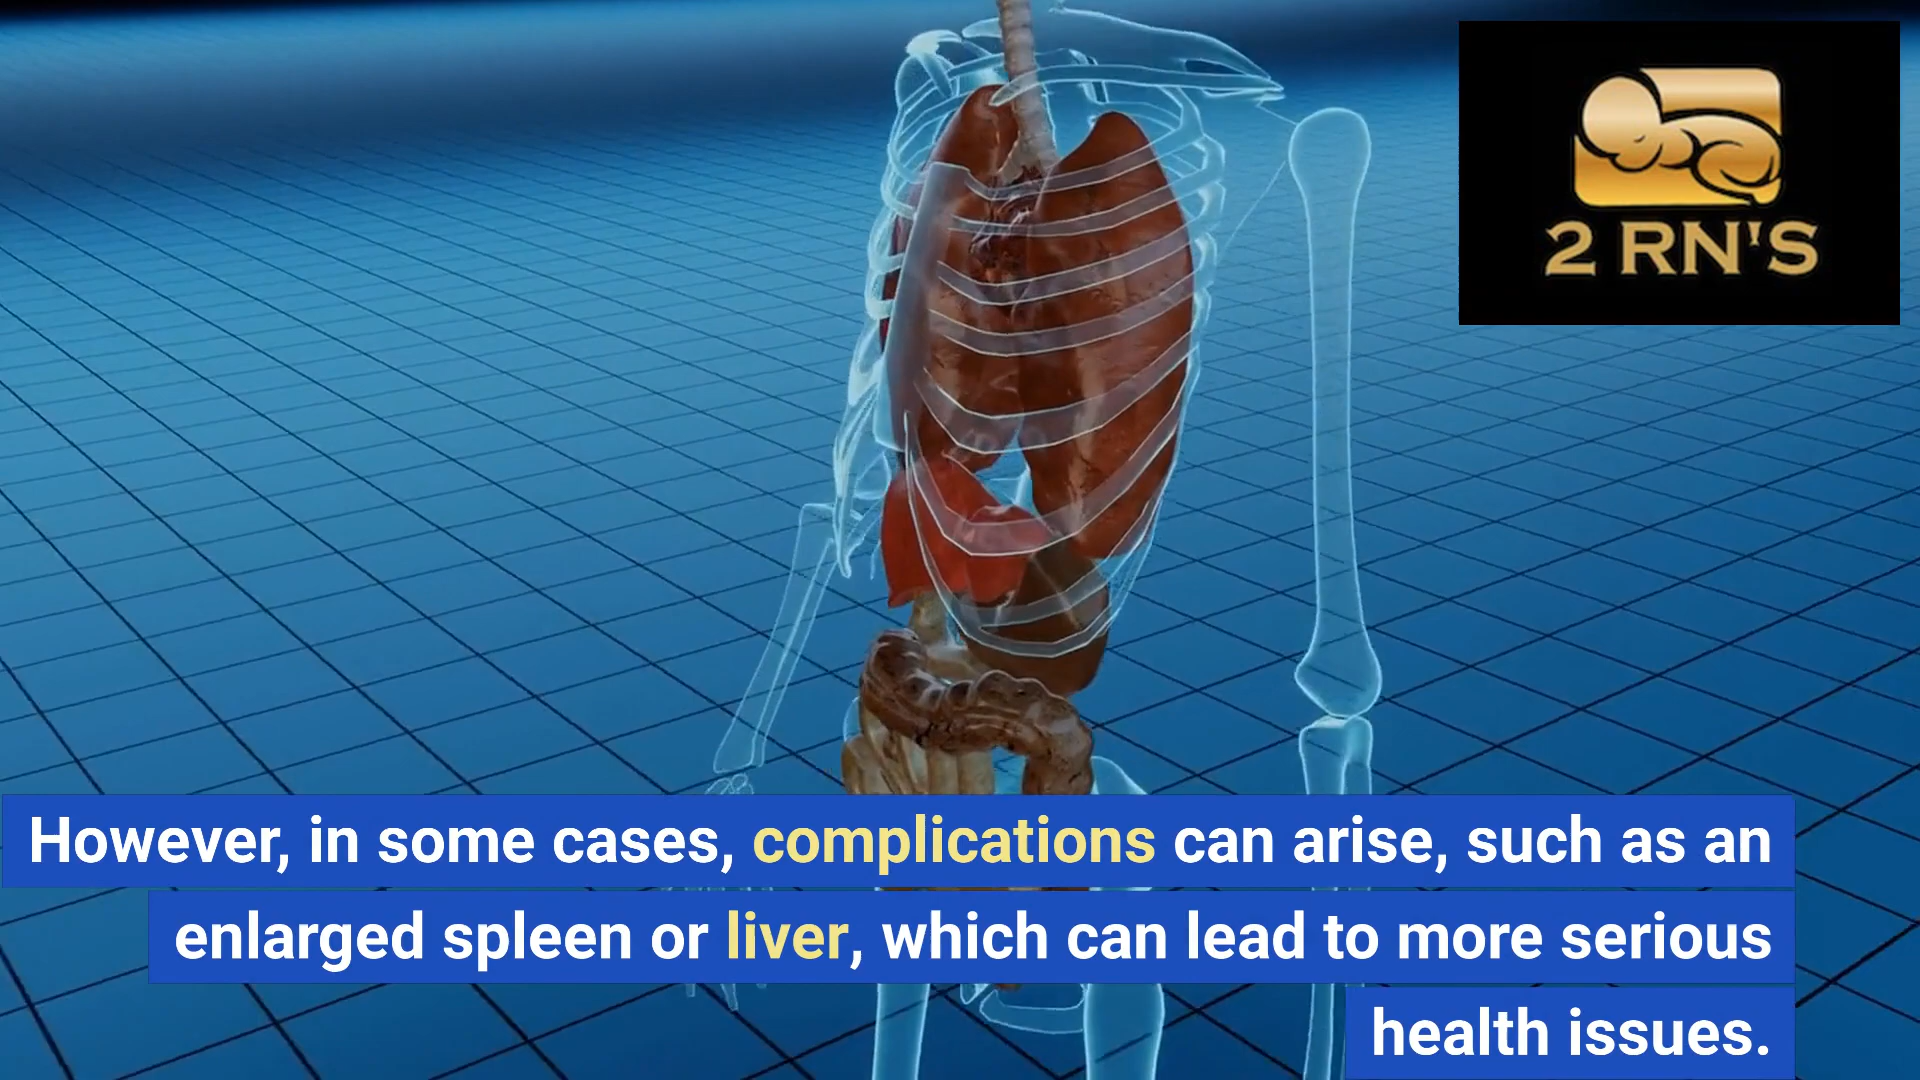 2 RN'S
However, in some cases, complications can arise, such as an
enlarged spleen or liver, which can lead to more serious
health issues.